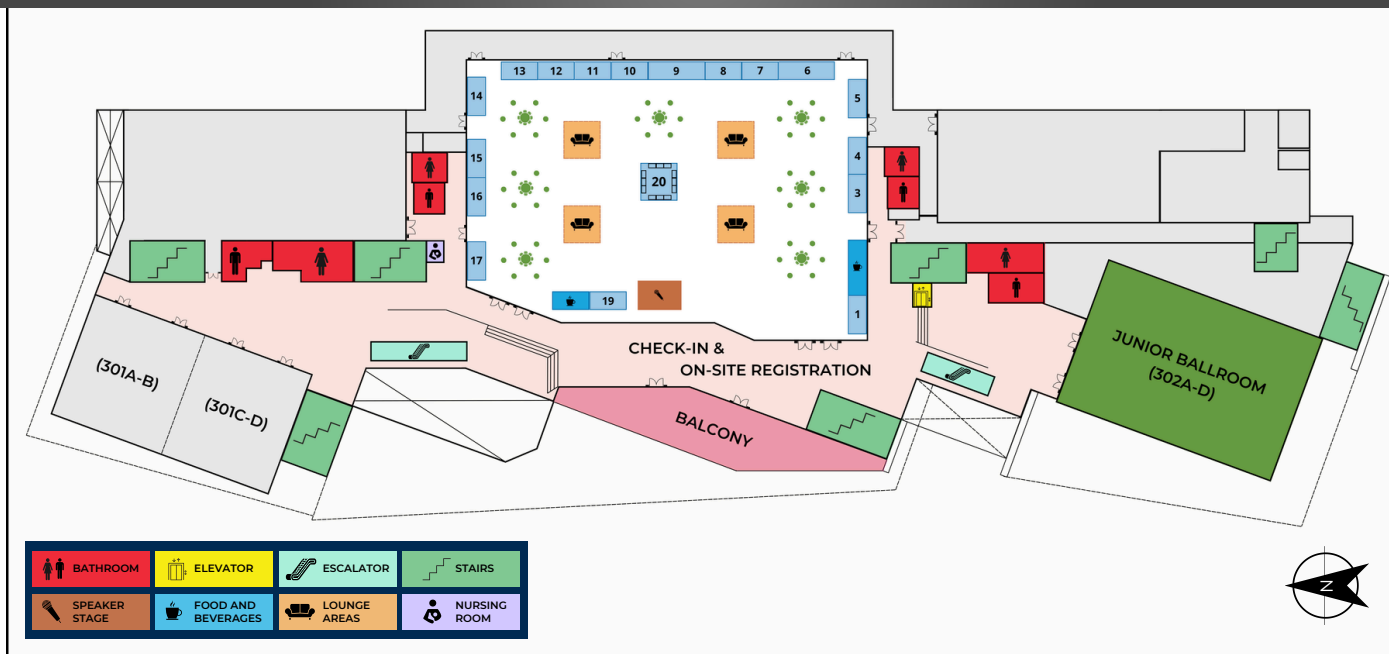 13 12 11 10 9 8 7 6
14
5
15
4
16
20
3
17
19
1
CHECK-IN &
ON-SITE REGISTRATION
(301A-B)
(301C-D)
BALCONY
JUNIOR BALLROOM
(302A-D)
BATHROOM
ELEVATOR
ESCALATOR
STAIRS
SPEAKER
STAGE
FOOD AND
BEVERAGES
LOUNGE
AREAS
NURSING
ROOM
N